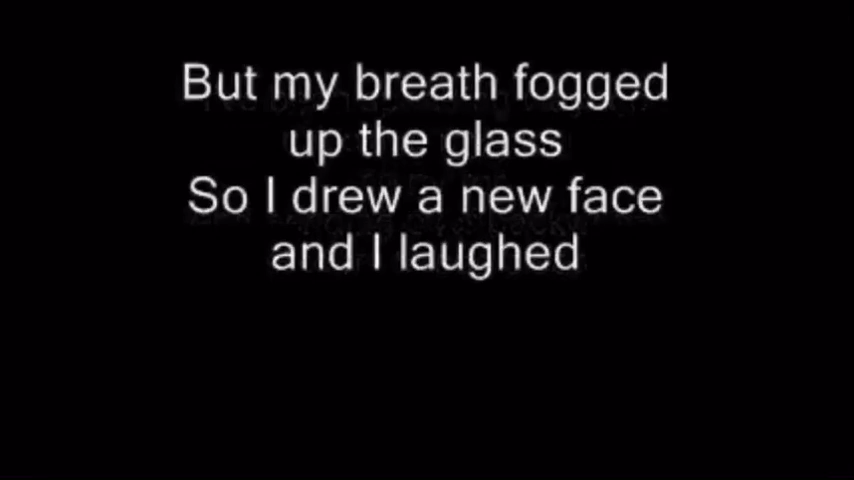 But my breath fogged
up the glass
So I drew a new face
and I laughed